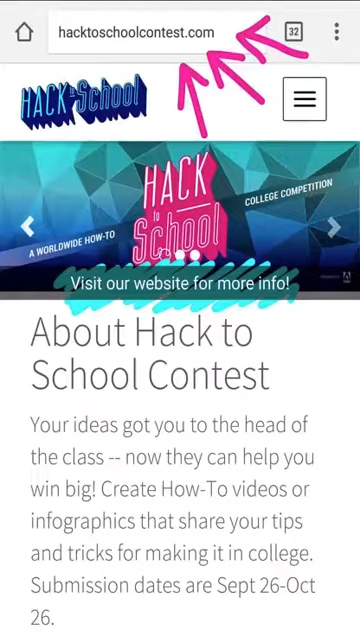 hacktoschoolcontest.com
32
HACK to School
HACK
to
School
A WORLDWIDE HOW-TO
COLLEGE COMPETITION
Visit our website for more info!
About Hack to
School Contest
Your ideas got you to the head of
the class -- now they can help you
win big! Create How-To videos or
infographics that share your tips
and tricks for making it in college.
Submission dates are Sept 26-Oct
26.